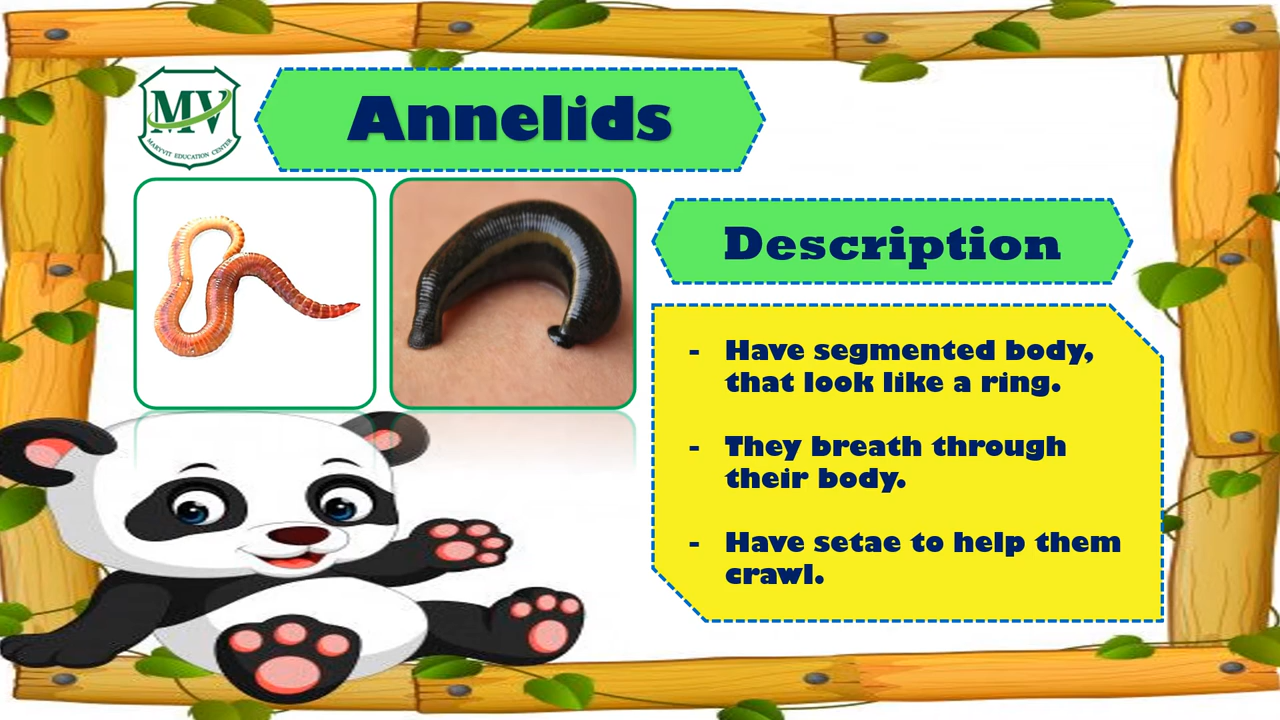 MV
MARYVIT EDUCATION CENTER
Annelids
Description
- Have segmented body,
that look like a ring.
- They breath through
their body.
- Have setae to help them
crawl.